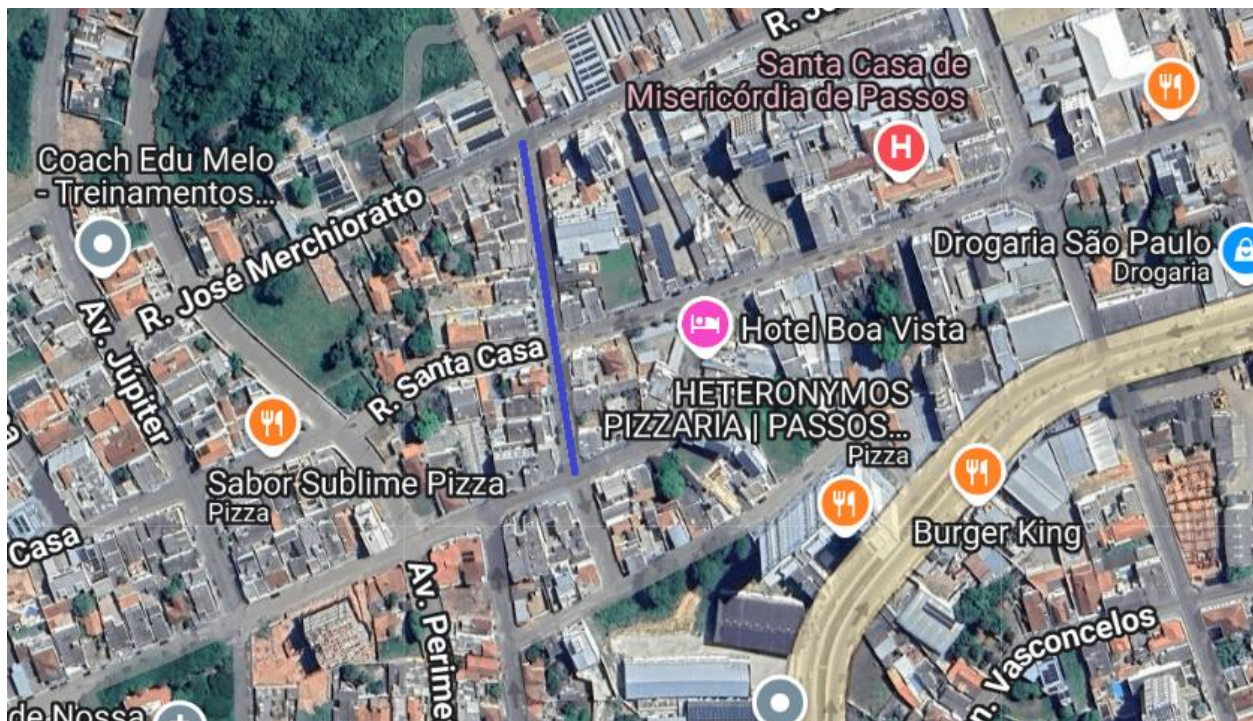 R. Jo
Santa Casa de
Misericórdia de Passos
H
Coach Edu Melo
- Treinamentos...
R. José Merchioratto
Drogaria São Paulo
Drogaria
Av. Júpiter
Hotel Boa Vista
R. Santa Casa
HETERONYMOS
PIZZARIA | PASSOS...
Pizza
Sabor Sublime Pizza
Pizza
Burger King
Casa
Av. Perime
n. Vasconcelos
de Nossa